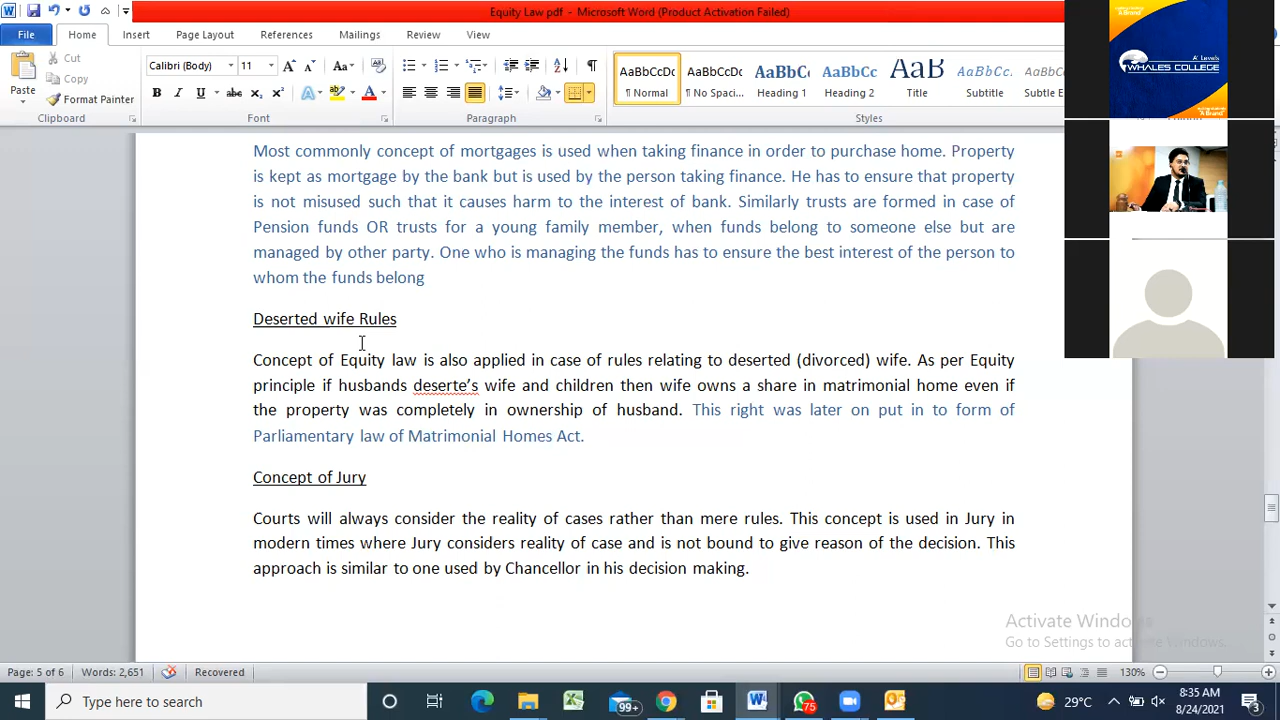 Equity Law pdf - Microsoft Word (Product Activation Failed)
File Home Insert Page Layout References Mailings Review View
Paste
Cut
Copy
Format Painter
Clipboard
Calibri (Body) 11
Font
Paragraph
AaBbCcDc AaBbCcDc AaBbC AaBbCc AaB AaBbCcDc AaBbCcD
¶ Normal ¶ No Spaci... Heading 1 Heading 2 Title Subtitle Subtle E
Styles
A' Levels
WHALES COLLEGE
"A Brand"
Most commonly concept of mortgages is used when taking finance in order to purchase home. Property
is kept as mortgage by the bank but is used by the person taking finance. He has to ensure that property
is not misused such that it causes harm to the interest of bank. Similarly trusts are formed in case of
Pension funds OR trusts for a young family member, when funds belong to someone else but are
managed by other party. One who is managing the funds has to ensure the best interest of the person to
whom the funds belong
Deserted wife Rules
Concept of Equity law is also applied in case of rules relating to deserted (divorced) wife. As per Equity
principle if husbands deserte’s wife and children then wife owns a share in matrimonial home even if
the property was completely in ownership of husband. This right was later on put in to form of
Parliamentary law of Matrimonial Homes Act.
Concept of Jury
Courts will always consider the reality of cases rather than mere rules. This concept is used in Jury in
modern times where Jury considers reality of case and is not bound to give reason of the decision. This
approach is similar to one used by Chancellor in his decision making.
Activate Windows
Go to Settings to activate Windows.
Page: 5 of 6 Words: 2,651 Recovered 130%
Type here to search
99+
75
29°C
8:35 AM
8/24/2021
3